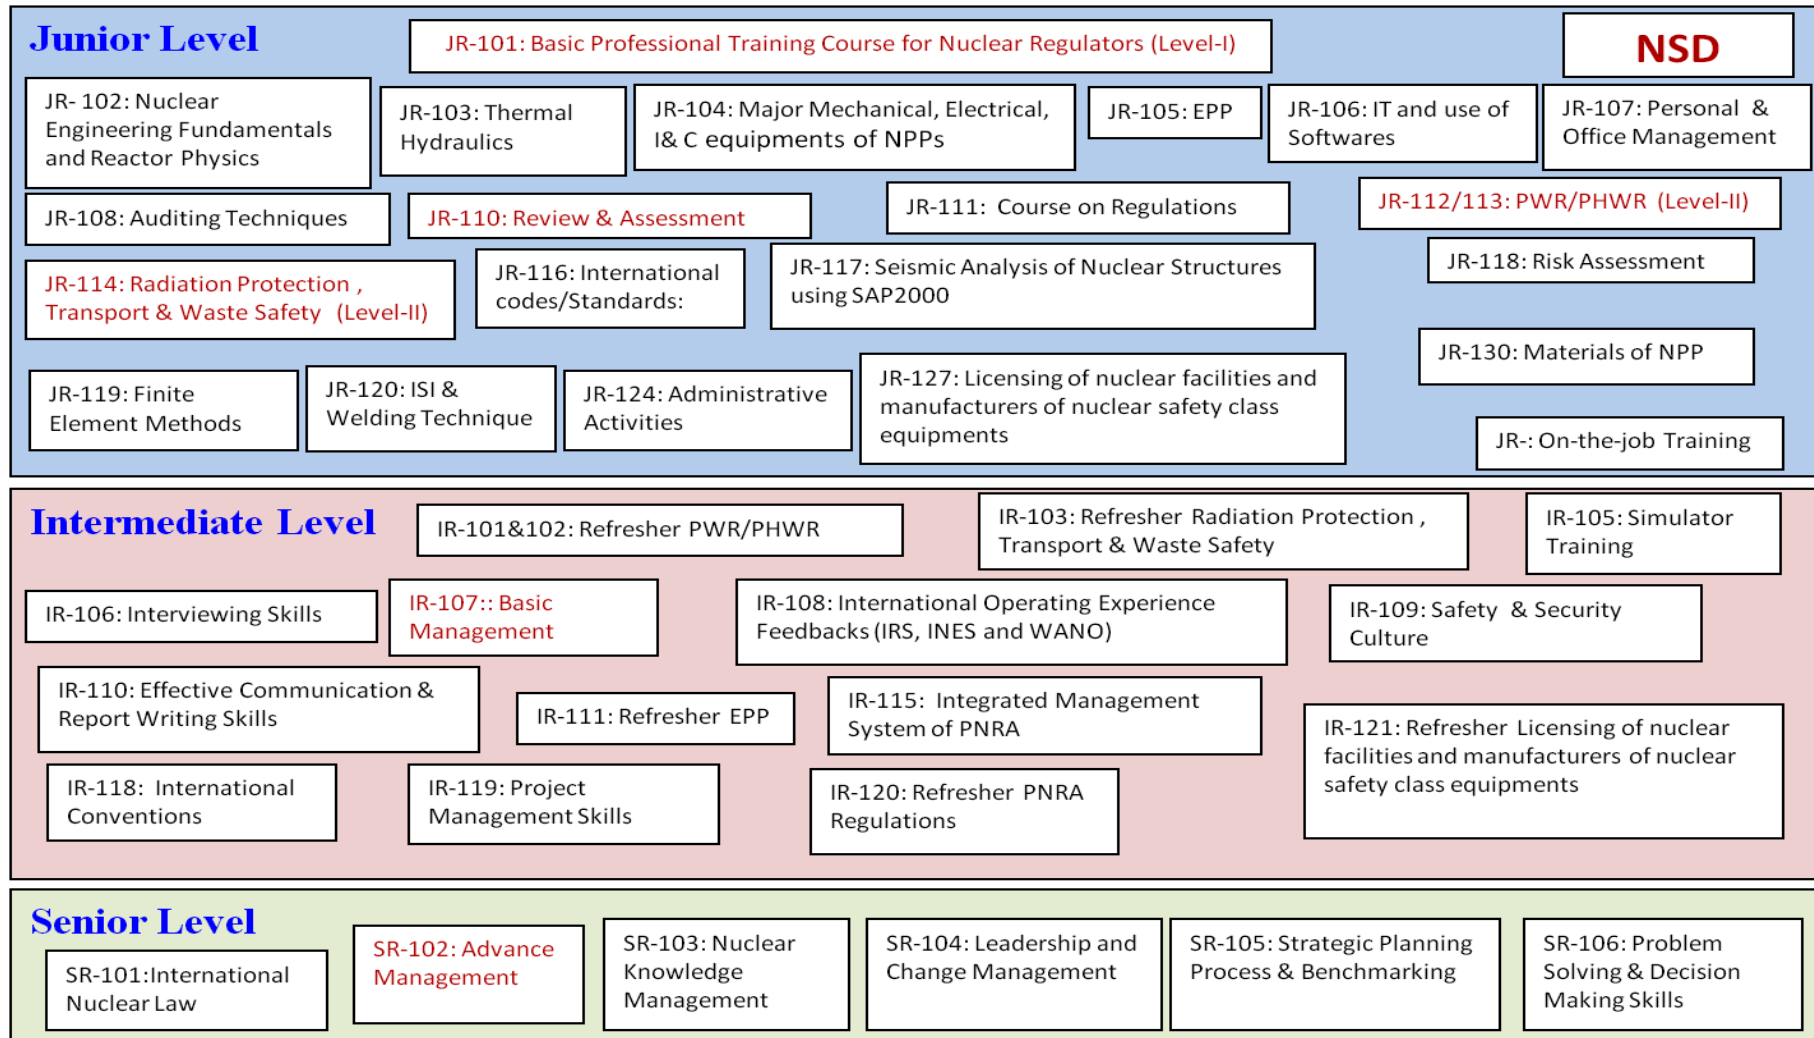 Junior Level
JR-101: Basic Professional Training Course for Nuclear Regulators (Level-I)
NSD
JR- 102: Nuclear
Engineering Fundamentals
and Reactor Physics
JR-103: Thermal
Hydraulics
JR-104: Major Mechanical, Electrical,
I& C equipments of NPPs
JR-105: EPP
JR-106: IT and use of
Softwares
JR-107: Personal &
Office Management
JR-108: Auditing Techniques
JR-110: Review & Assessment
JR-111: Course on Regulations
JR-112/113: PWR/PHWR (Level-II)
JR-114: Radiation Protection ,
Transport & Waste Safety (Level-II)
JR-116: International
codes/Standards:
JR-117: Seismic Analysis of Nuclear Structures
using SAP2000
JR-118: Risk Assessment
JR-130: Materials of NPP
JR-119: Finite
Element Methods
JR-120: ISI &
Welding Technique
JR-124: Administrative
Activities
JR-127: Licensing of nuclear facilities and
manufacturers of nuclear safety class
equipments
JR-: On-the-job Training
Intermediate Level
IR-101&102: Refresher PWR/PHWR
IR-103: Refresher Radiation Protection ,
Transport & Waste Safety
IR-105: Simulator
Training
IR-106: Interviewing Skills
IR-107:: Basic
Management
IR-108: International Operating Experience
Feedbacks (IRS, INES and WANO)
IR-109: Safety & Security
Culture
IR-110: Effective Communication &
Report Writing Skills
IR-111: Refresher EPP
IR-115: Integrated Management
System of PNRA
IR-121: Refresher Licensing of nuclear
facilities and manufacturers of nuclear
safety class equipments
IR-118: International
Conventions
IR-119: Project
Management Skills
IR-120: Refresher PNRA
Regulations
Senior Level
SR-101:International
Nuclear Law
SR-102: Advance
Management
SR-103: Nuclear
Knowledge
Management
SR-104: Leadership and
Change Management
SR-105: Strategic Planning
Process & Benchmarking
SR-106: Problem
Solving & Decision
Making Skills